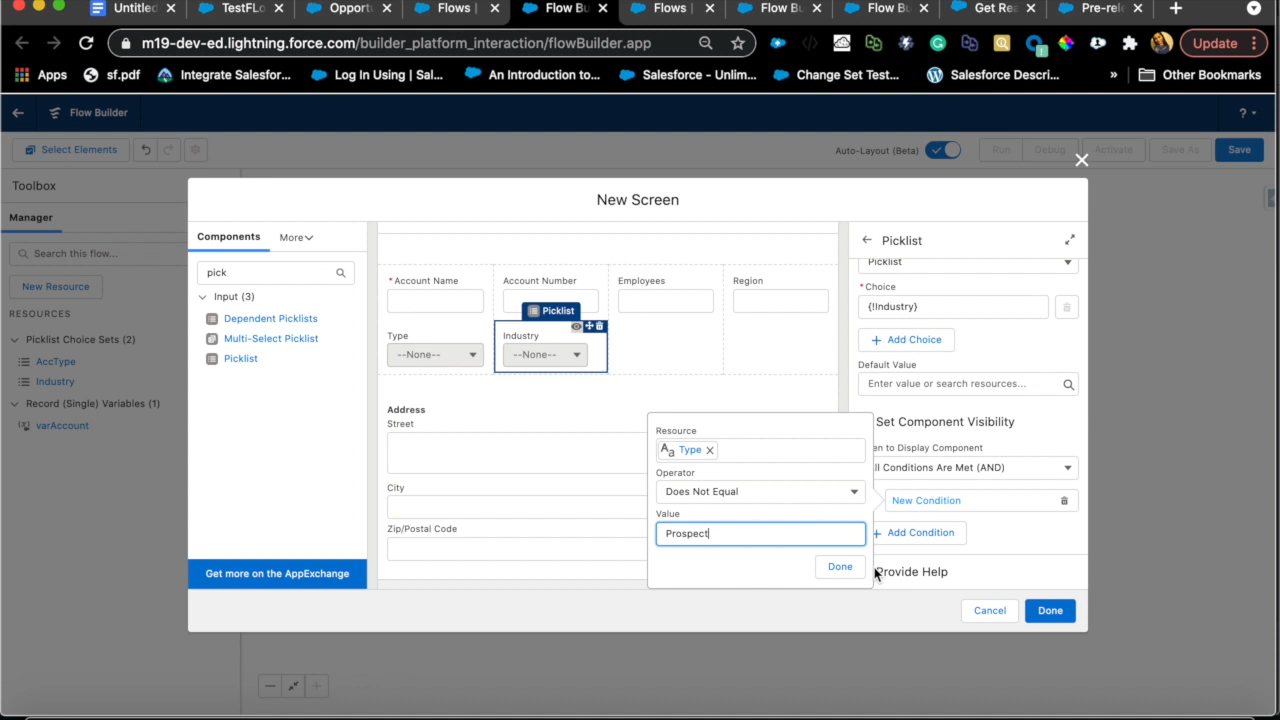 Untitled
TestFLo
Opportu
Flows |
Flow Bu
Flows |
Flow Bu
Flow Bu
Get Rea
Pre-rel
m19-dev-ed.lightning.force.com/builder_platform_interaction/flowBuilder.app
Update
Apps
sf.pdf
Integrate Salesfor...
Log In Using | Sal...
An Introduction to...
Salesforce – Unlim...
Change Set Test...
Salesforce Descri...
»
Other Bookmarks
Flow Builder
?
Select Elements
Auto-Layout (Beta)
Run
Debug
Activate
Save As
Save
Toolbox
Manager
Search this flow...
New Resource
RESOURCES
Picklist Choice Sets (2)
AccType
Industry
Record (Single) Variables (1)
varAccount
New Screen
Components
More
pick
Input (3)
Dependent Picklists
Multi-Select Picklist
Picklist
Get more on the AppExchange
* Account Name
Account Number
Employees
Region
Picklist
Type
Industry
--None--
--None--
Address
Street
City
Zip/Postal Code
Resource
Aa Type
Operator
Does Not Equal
Value
Prospect
Done
Picklist
Picklist
* Choice
{!Industry}
+ Add Choice
Default Value
Enter value or search resources...
Set Component Visibility
en to Display Component
ll Conditions Are Met (AND)
New Condition
+ Add Condition
Provide Help
Cancel
Done